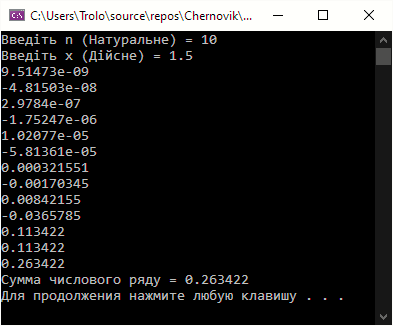 C:\Users\Trolo\source\repos\Chernovik\...
Введіть n (Натуральне) = 10
Введіть x (Дійсне) = 1.5
9.51473e-09
-4.81503e-08
2.9784e-07
-1.75247e-06
1.02077e-05
-5.81361e-05
0.000321551
-0.00170345
0.00842155
-0.0365785
0.113422
0.113422
0.263422
Сумма числового ряду = 0.263422
Для продолжения нажмите любую клавишу . . .